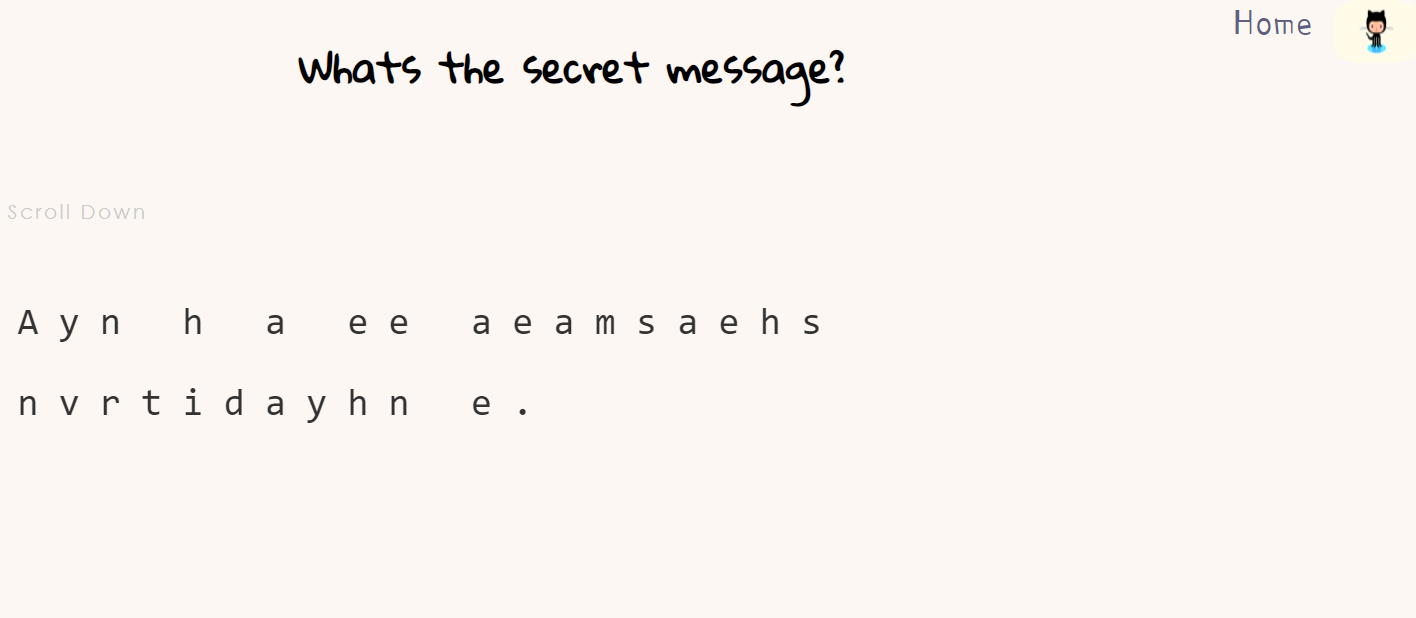 Home
Whats the secret message?
Scroll Down
A y n   h   a   e e   a e a m s a e h s
n v r t i d a y h n   e .